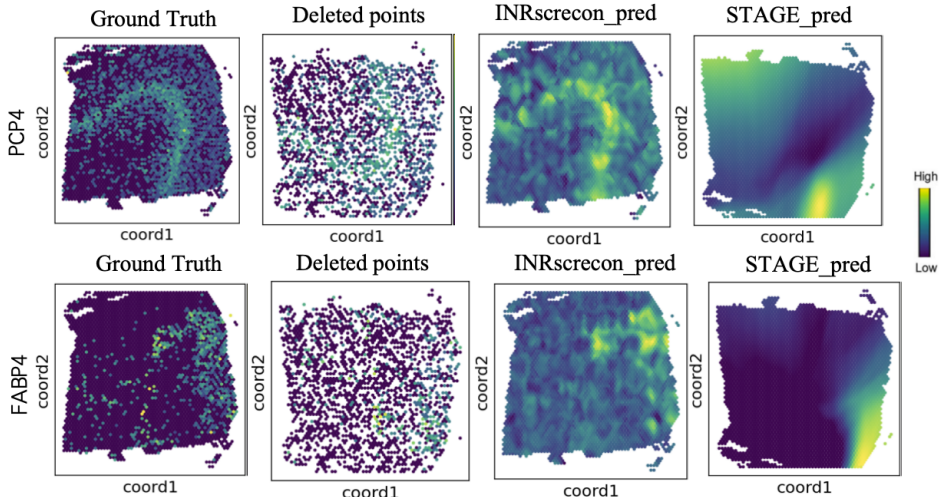 Ground Truth
Deleted points
INRscrecon_pred
STAGE_pred
PCP4
coord2
coord2
coord2
coord2
coord1
coord1
coord1
coord1
High
Low
Ground Truth
Deleted points
INRscrecon_pred
STAGE_pred
FABP4
coord2
coord2
coord2
coord2
coord1
coord1
coord1
coord1